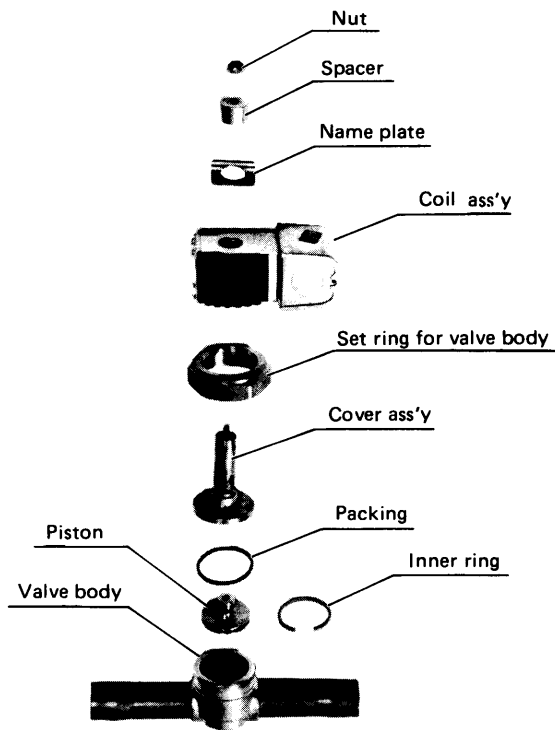 Nut
Spacer
Name plate
Coil ass'y
Set ring for valve body
Cover ass'y
Packing
Piston
Inner ring
Valve body